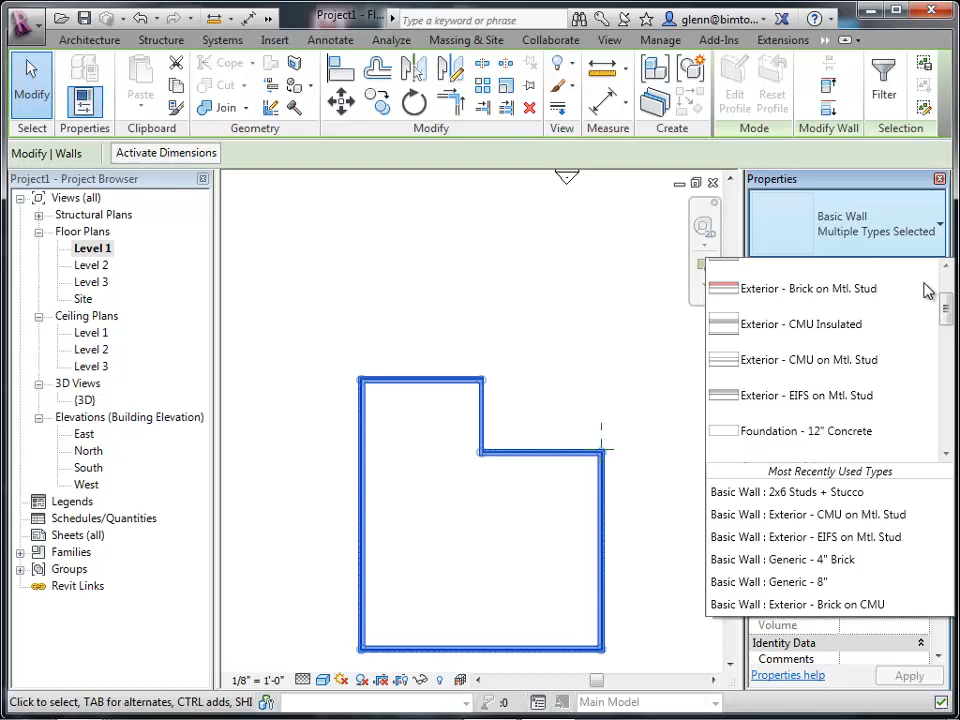 Project1 - Fl...
Type a keyword or phrase
glenn@bimto...
Architecture
Structure
Systems
Insert
Annotate
Analyze
Massing & Site
Collaborate
View
Manage
Add-Ins
Extensions
Modify
Paste
Cope
Cut
Join
Edit
Profile
Reset
Profile
Filter
Select
Properties
Clipboard
Geometry
Modify
View
Measure
Create
Mode
Modify Wall
Selection
Modify | Walls
Activate Dimensions
Project1 - Project Browser
Views (all)
Structural Plans
Floor Plans
Level 1
Level 2
Level 3
Site
Ceiling Plans
Level 1
Level 2
Level 3
3D Views
{3D}
Elevations (Building Elevation)
East
North
South
West
Legends
Schedules/Quantities
Sheets (all)
Families
Groups
Revit Links
2D
Properties
Basic Wall
Multiple Types Selected
Exterior - Brick on Mtl. Stud
Exterior - CMU Insulated
Exterior - CMU on Mtl. Stud
Exterior - EIFS on Mtl. Stud
Foundation - 12" Concrete
Most Recently Used Types
Basic Wall : 2x6 Studs + Stucco
Basic Wall : Exterior - CMU on Mtl. Stud
Basic Wall : Exterior - EIFS on Mtl. Stud
Basic Wall : Generic - 4" Brick
Basic Wall : Generic - 8"
Basic Wall : Exterior - Brick on CMU
Volume
Identity Data
Comments
Properties help
Apply
1/8" = 1'-0"
Click to select, TAB for alternates, CTRL adds, SHI
:0
Main Model